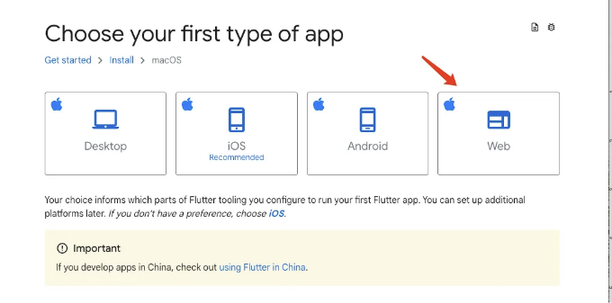 Choose your first type of app
Get started > Install > macOS
Desktop
iOS
Recommended
Android
Web
Your choice informs which parts of Flutter tooling you configure to run your first Flutter app. You can set up additional
platforms later. If you don't have a preference, choose iOS.
Important
If you develop apps in China, check out using Flutter in China.